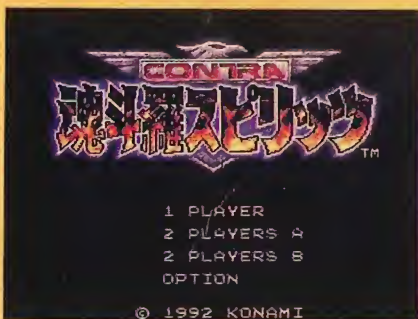 CONTRA
魂斗羅スピリッツ
TM
1 PLAYER
2 PLAYERS A
2 PLAYERS B
OPTION
© 1992 KONAMI